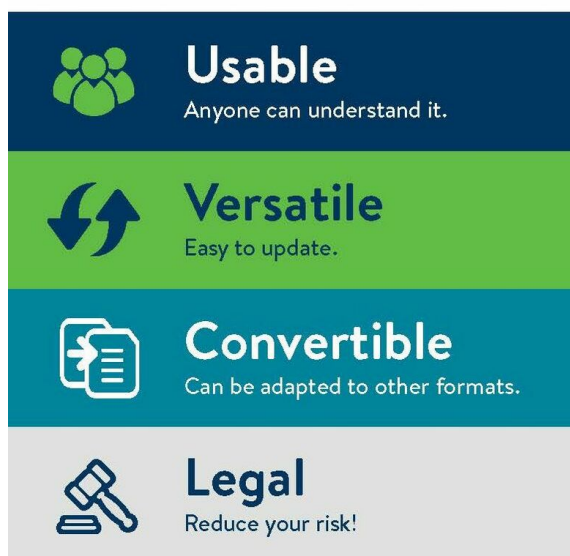 Usable
Anyone can understand it.
Versatile
Easy to update.
Convertible
Can be adapted to other formats.
Legal
Reduce your risk!